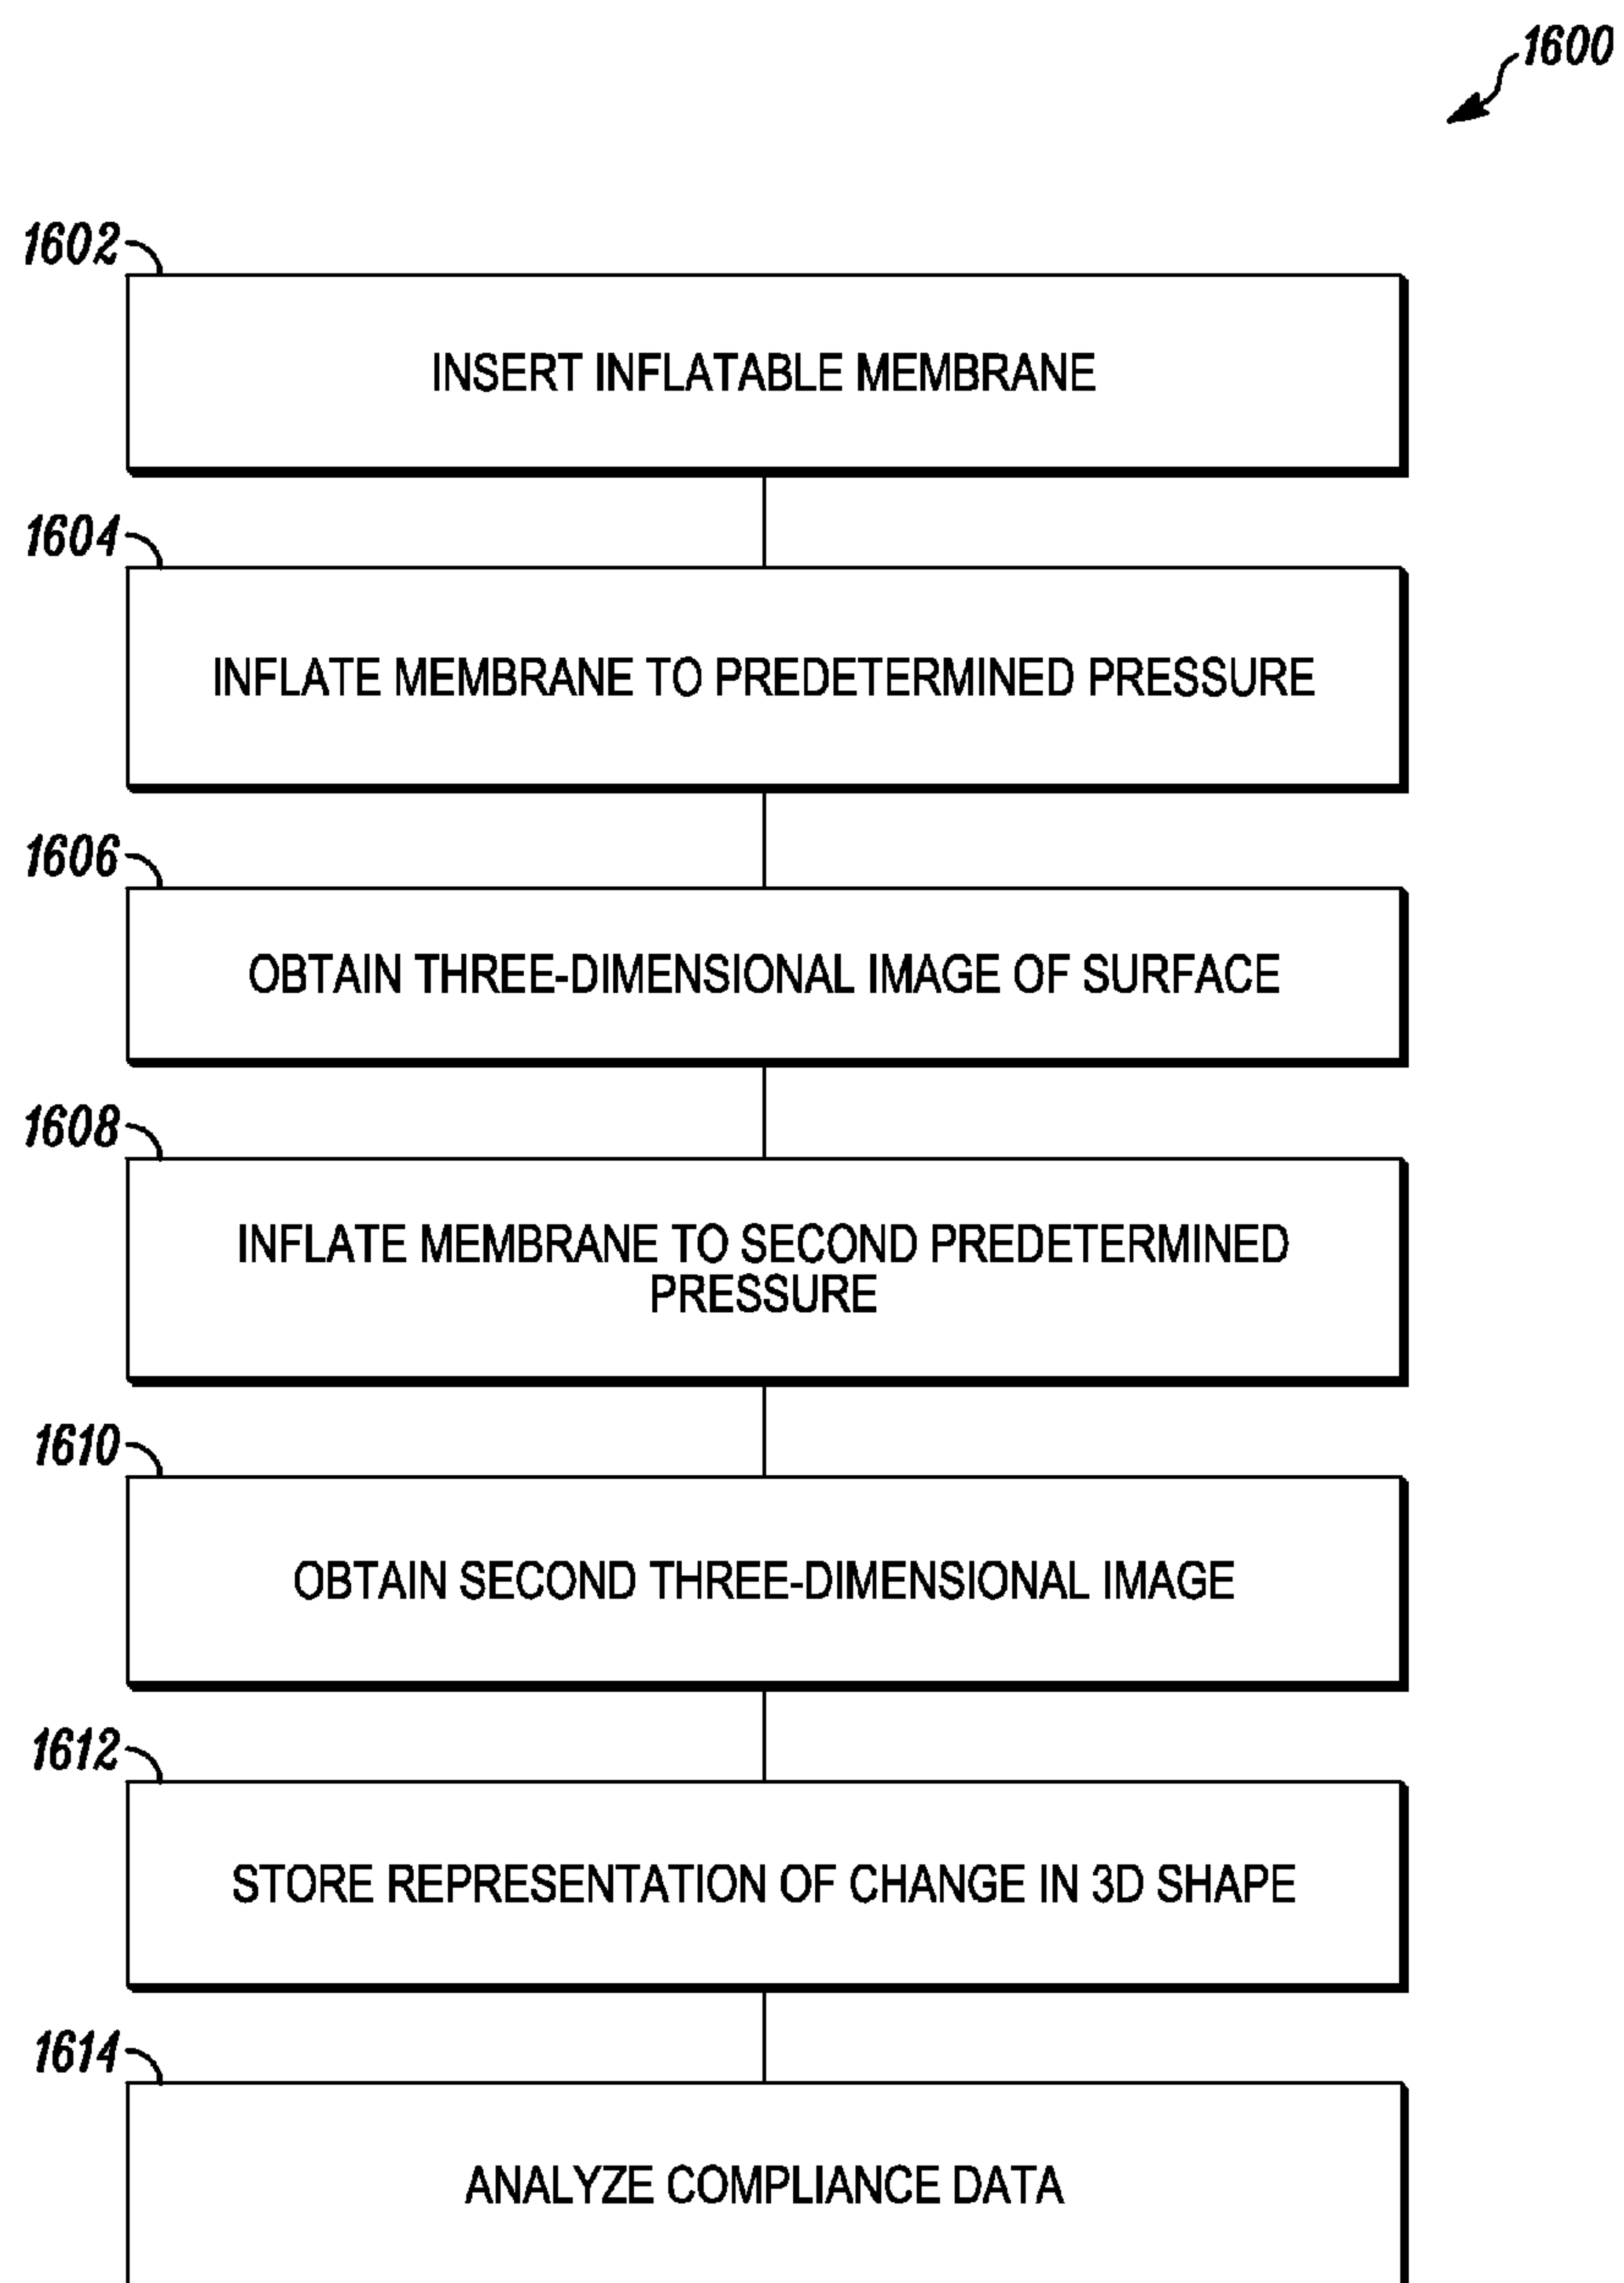 1600
1602
INSERT INFLATABLE MEMBRANE
1604
INFLATE MEMBRANE TO PREDETERMINED PRESSURE
1606
OBTAIN THREE-DIMENSIONAL IMAGE OF SURFACE
1608
INFLATE MEMBRANE TO SECOND PREDETERMINED
PRESSURE
1610
OBTAIN SECOND THREE-DIMENSIONAL IMAGE
1612
STORE REPRESENTATION OF CHANGE IN 3D SHAPE
1614
ANALYZE COMPLIANCE DATA